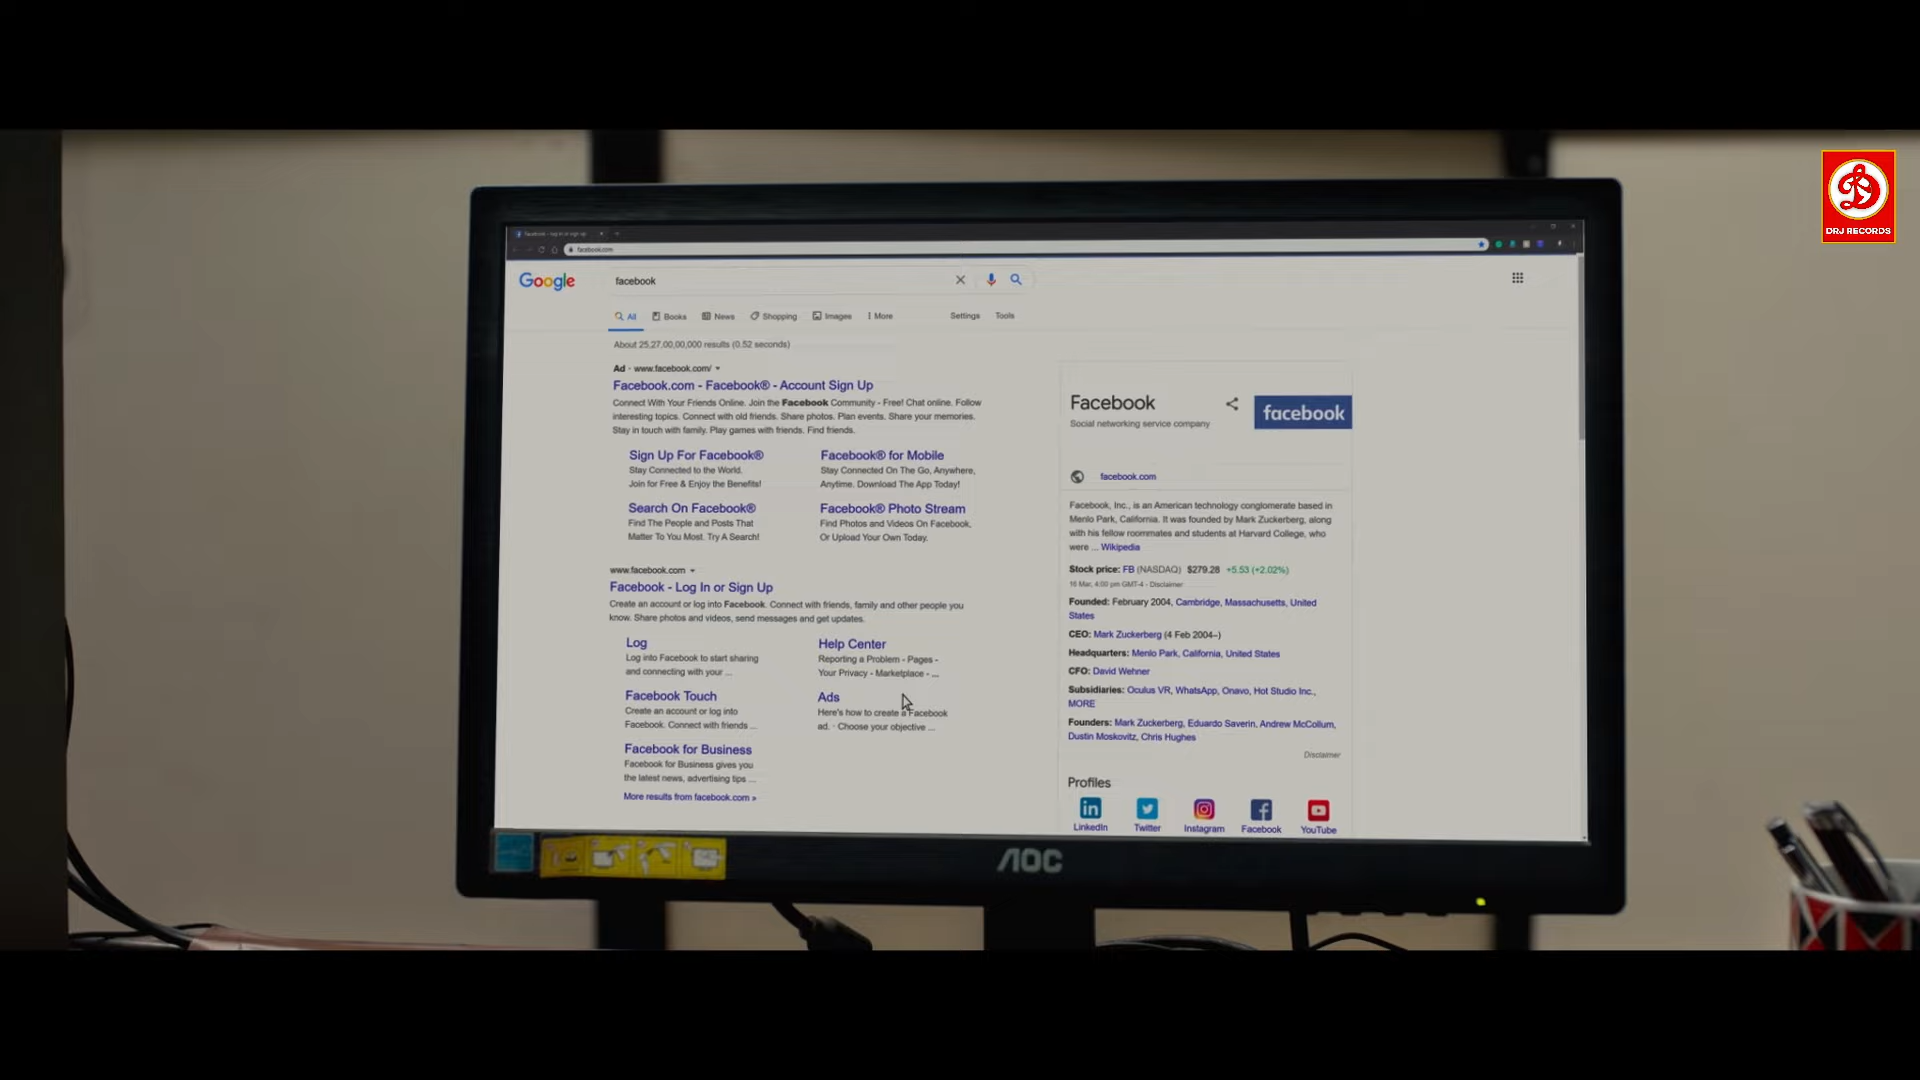 DRJ RECORDS
Facebook - log in or sign up
facebook.com
Google
facebook
All
Books
News
Shopping
Images
More
Settings
Tools
About 25,27,00,00,000 results (0.52 seconds)
Ad · www.facebook.com/
Facebook.com - Facebook® - Account Sign Up
Connect With Your Friends Online. Join the Facebook Community - Free! Chat online. Follow
interesting topics. Connect with old friends. Share photos. Plan events. Share your memories.
Stay in touch with family. Play games with friends. Find friends.
Sign Up For Facebook®
Stay Connected to the World.
Join for Free & Enjoy the Benefits!
Facebook® for Mobile
Stay Connected On The Go, Anywhere,
Anytime. Download The App Today!
Search On Facebook®
Find The People and Posts That
Matter To You Most. Try A Search!
Facebook® Photo Stream
Find Photos and Videos On Facebook,
Or Upload Your Own Today.
www.facebook.com
Facebook - Log In or Sign Up
Create an account or log into Facebook. Connect with friends, family and other people you
know. Share photos and videos, send messages and get updates.
Log
Log into Facebook to start sharing
and connecting with your ...
Help Center
Reporting a Problem - Pages -
Your Privacy - Marketplace - ...
Facebook Touch
Create an account or log into
Facebook. Connect with friends ...
Ads
Here's how to create a Facebook
ad. · Choose your objective ...
Facebook for Business
Facebook for Business gives you
the latest news, advertising tips ...
More results from facebook.com »
Facebook
Social networking service company
facebook
facebook.com
Facebook, Inc., is an American technology conglomerate based in
Menlo Park, California. It was founded by Mark Zuckerberg, along
with his fellow roommates and students at Harvard College, who
were ... Wikipedia
Stock price: FB (NASDAQ) $279.28 +5.53 (+2.02%)
16 Mar, 4:00 pm GMT-4 - Disclaimer
Founded: February 2004, Cambridge, Massachusetts, United
States
CEO: Mark Zuckerberg (4 Feb 2004–)
Headquarters: Menlo Park, California, United States
CFO: David Wehner
Subsidiaries: Oculus VR, WhatsApp, Onavo, Hot Studio Inc.,
MORE
Founders: Mark Zuckerberg, Eduardo Saverin, Andrew McCollum,
Dustin Moskovitz, Chris Hughes
Disclaimer
Profiles
LinkedIn
Twitter
Instagram
Facebook
YouTube
AOC